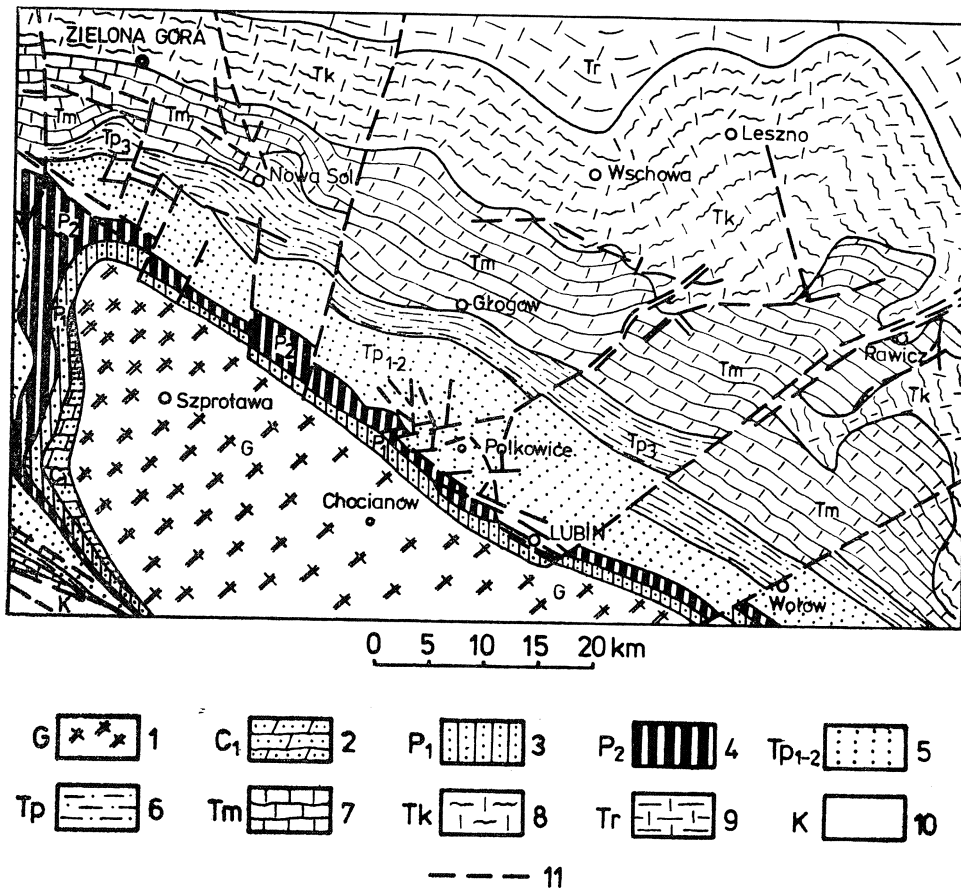 ZIELONA GÓRA
Tk
Tr
Tm
Tm
Leszno
Tp3
Nowa Sól
Wschowa
P2
Tk
Tm
Głogów
P1
P2
Tp1-2
Rawicz
Szprotawa
Tm
Tk
G
Polkowice
Tp3
P1
C1
Chocianów
Tm
LUBIN
K
G
Wołów
0 5 10 15 20 km
G 1 C1 2 P1 3 P2 4 Tp1-2 5
Tp 6 Tm 7 Tk 8 Tr 9 K 10
11